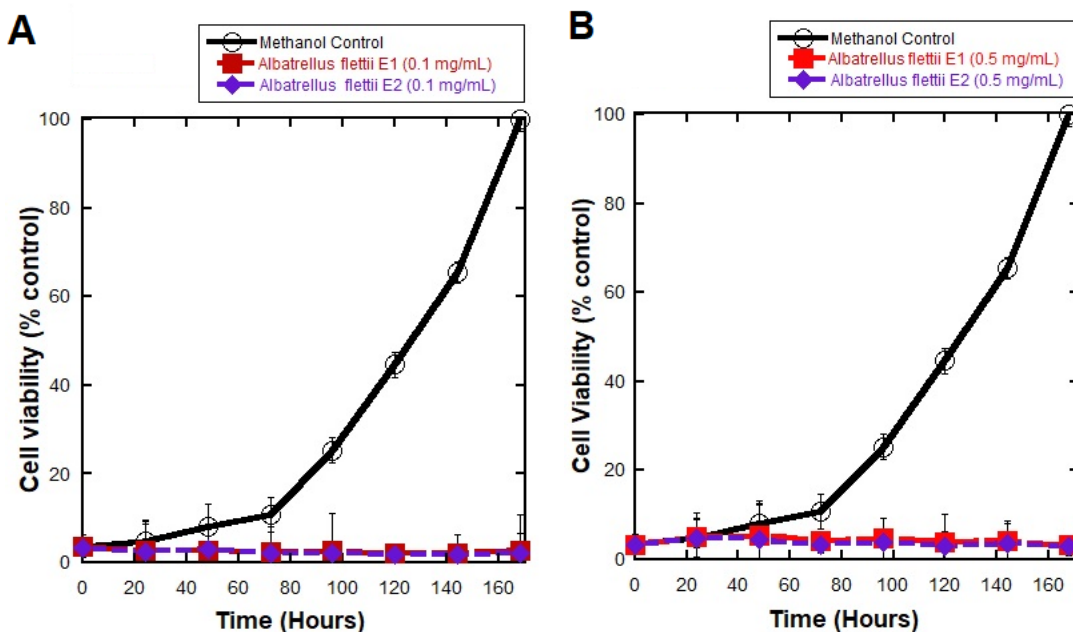 A
Methanol Control
Albatrellus flettii E1 (0.1 mg/mL)
Albatrellus flettii E2 (0.1 mg/mL)
100
80
60
40
20
0
0 20 40 60 80 100 120 140 160
Cell viability (% control)
Time (Hours)
B
Methanol Control
Albatrellus flettii E1 (0.5 mg/mL)
Albatrellus flettii E2 (0.5 mg/mL)
100
80
60
40
20
0
0 20 40 60 80 100 120 140 160
Cell Viability (% control)
Time (Hours)